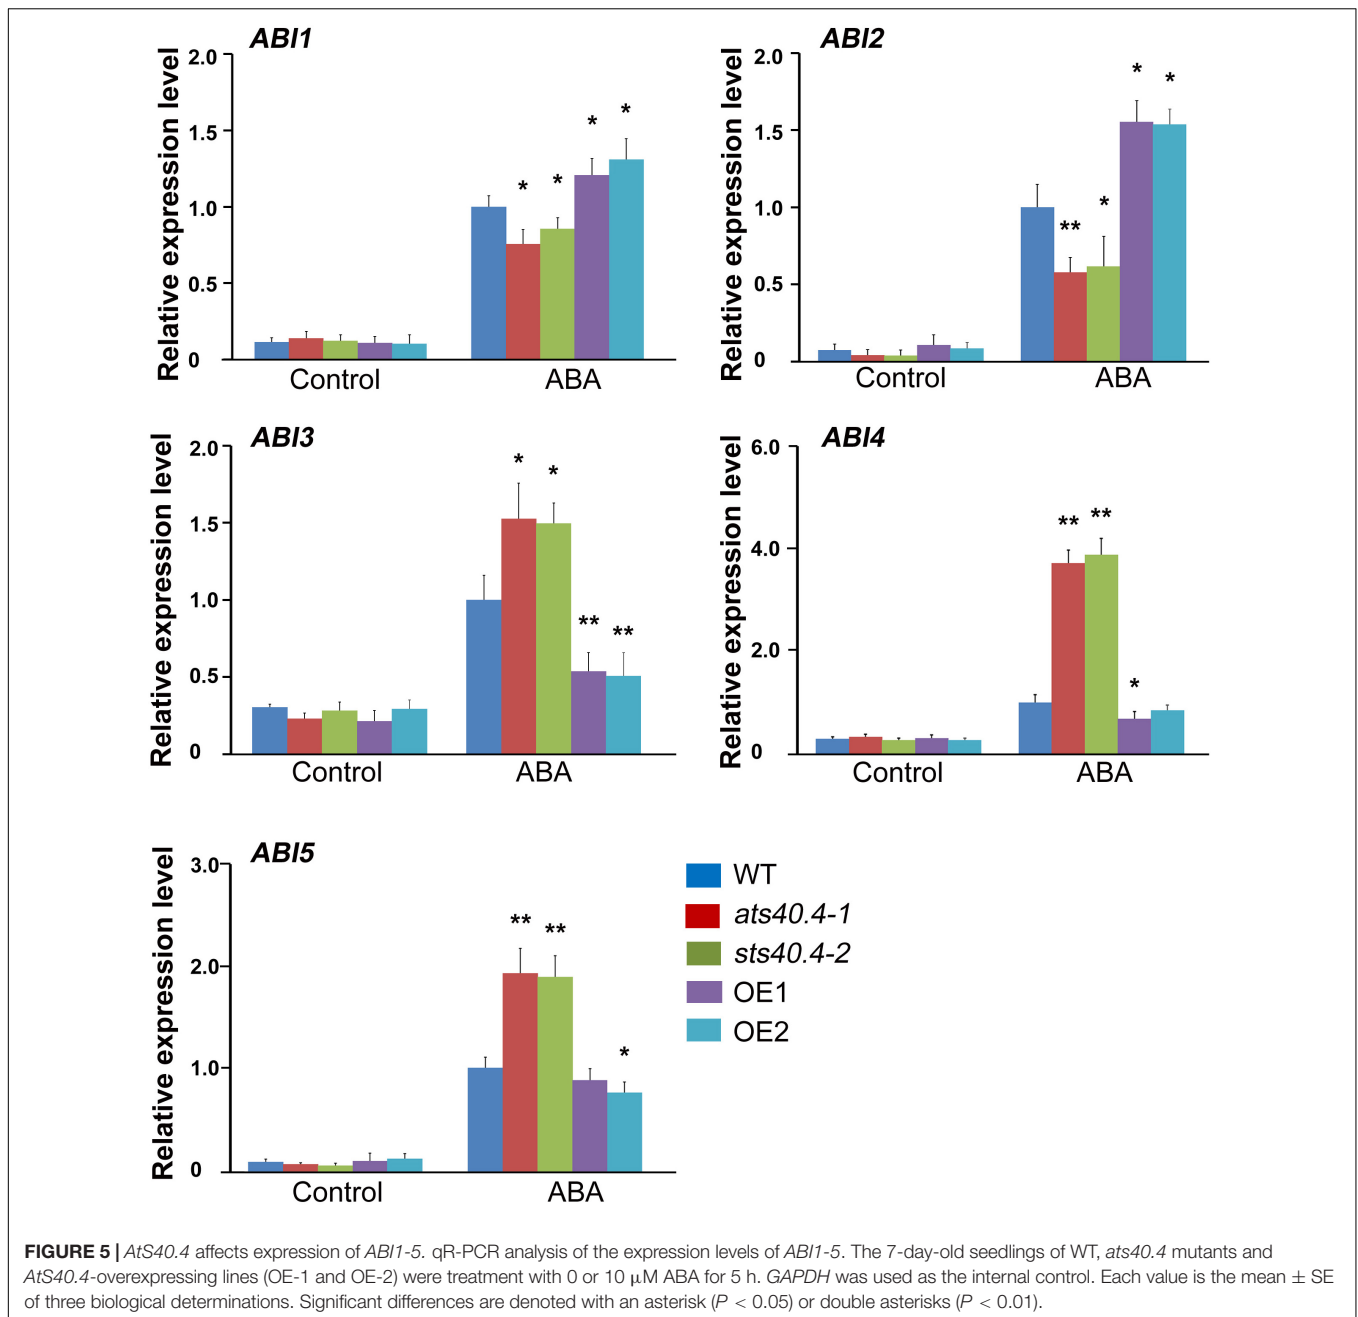 ABI1
Relative expression level
2.0
1.5
1.0
0.5
0
* * * *
Control ABA
ABI2
Relative expression level
2.0
1.5
1.0
0.5
0
** * * *
Control ABA
ABI3
Relative expression level
2.0
1.5
1.0
0.5
0
* * ** **
Control ABA
ABI4
Relative expression level
6.0
4.0
2.0
0
** ** *
Control ABA
ABI5
Relative expression level
3.0
2.0
1.0
0
** ** *
Control ABA
WT
ats40.4-1
sts40.4-2
OE1
OE2
FIGURE 5 | AtS40.4 affects expression of ABI1-5. qR-PCR analysis of the expression levels of ABI1-5. The 7-day-old seedlings of WT, ats40.4 mutants and
AtS40.4-overexpressing lines (OE-1 and OE-2) were treatment with 0 or 10 μM ABA for 5 h. GAPDH was used as the internal control. Each value is the mean ± SE
of three biological determinations. Significant differences are denoted with an asterisk (P < 0.05) or double asterisks (P < 0.01).